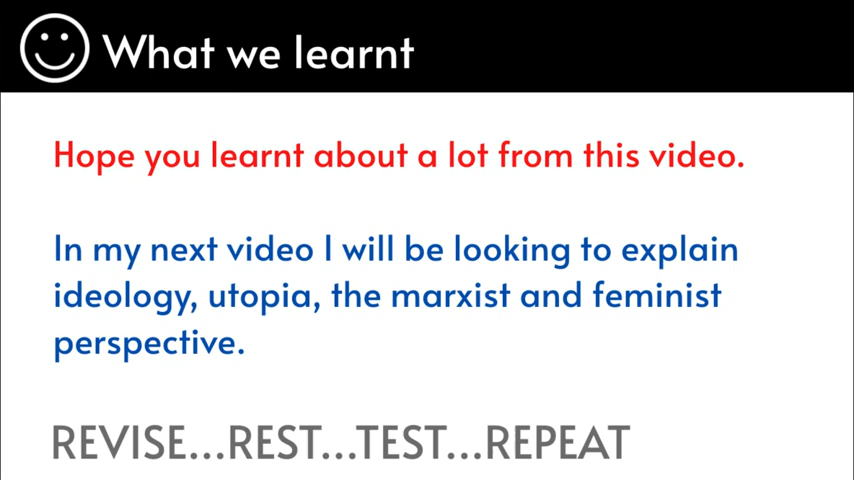 What we learnt
Hope you learnt about a lot from this video.
In my next video I will be looking to explain
ideology, utopia, the marxist and feminist
perspective.
REVISE...REST...TEST...REPEAT